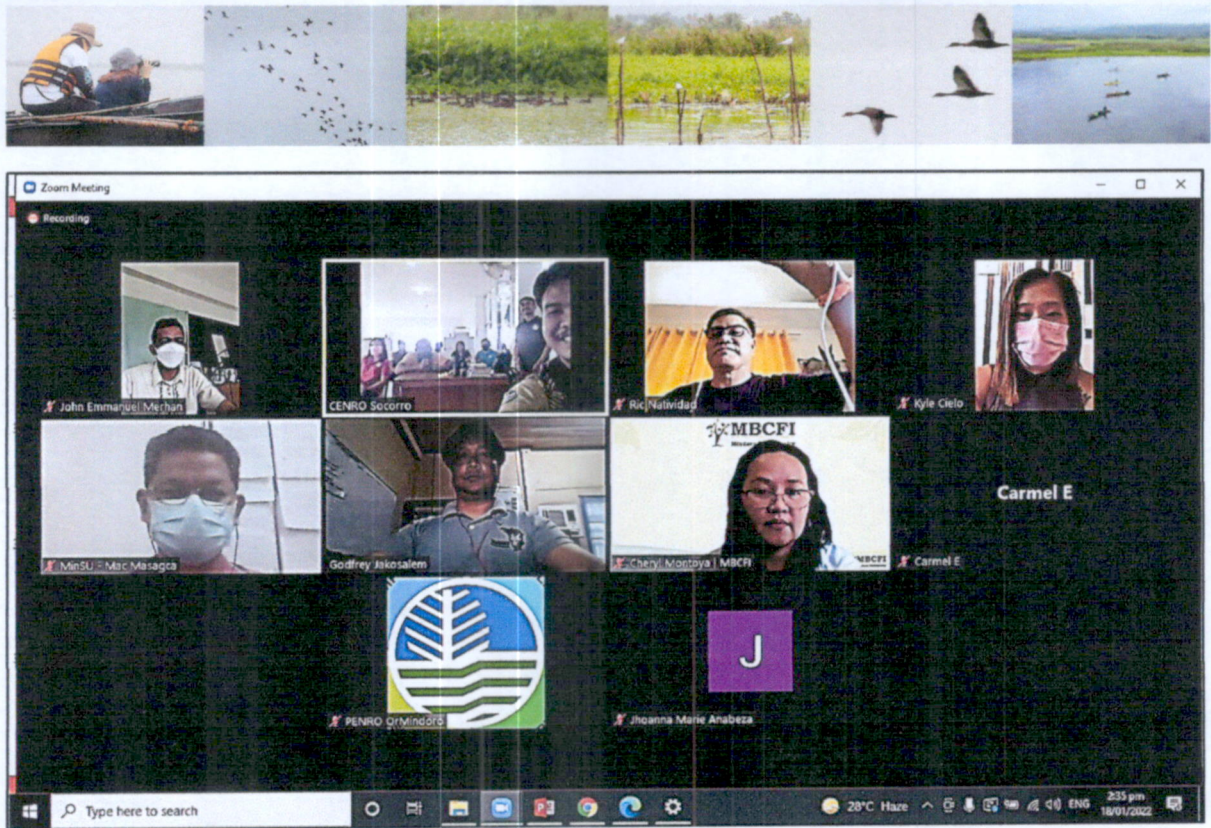 Zoom Meeting
Recording
John Emmanuel Merhan
CENRO Socorro
Ric Natividad
Kyle Cielo
MBCFI
MinSU - Mac Masagca
Godfrey Jakosalem
Cheryl Montoya | MBCFI
MBCFI
Carmel E
Carmel E
PENRO OrMindoro
J
Jhoanna Marie Anabeza
Type here to search
28°C Haze
ENG
2:35 pm
18/01/2022